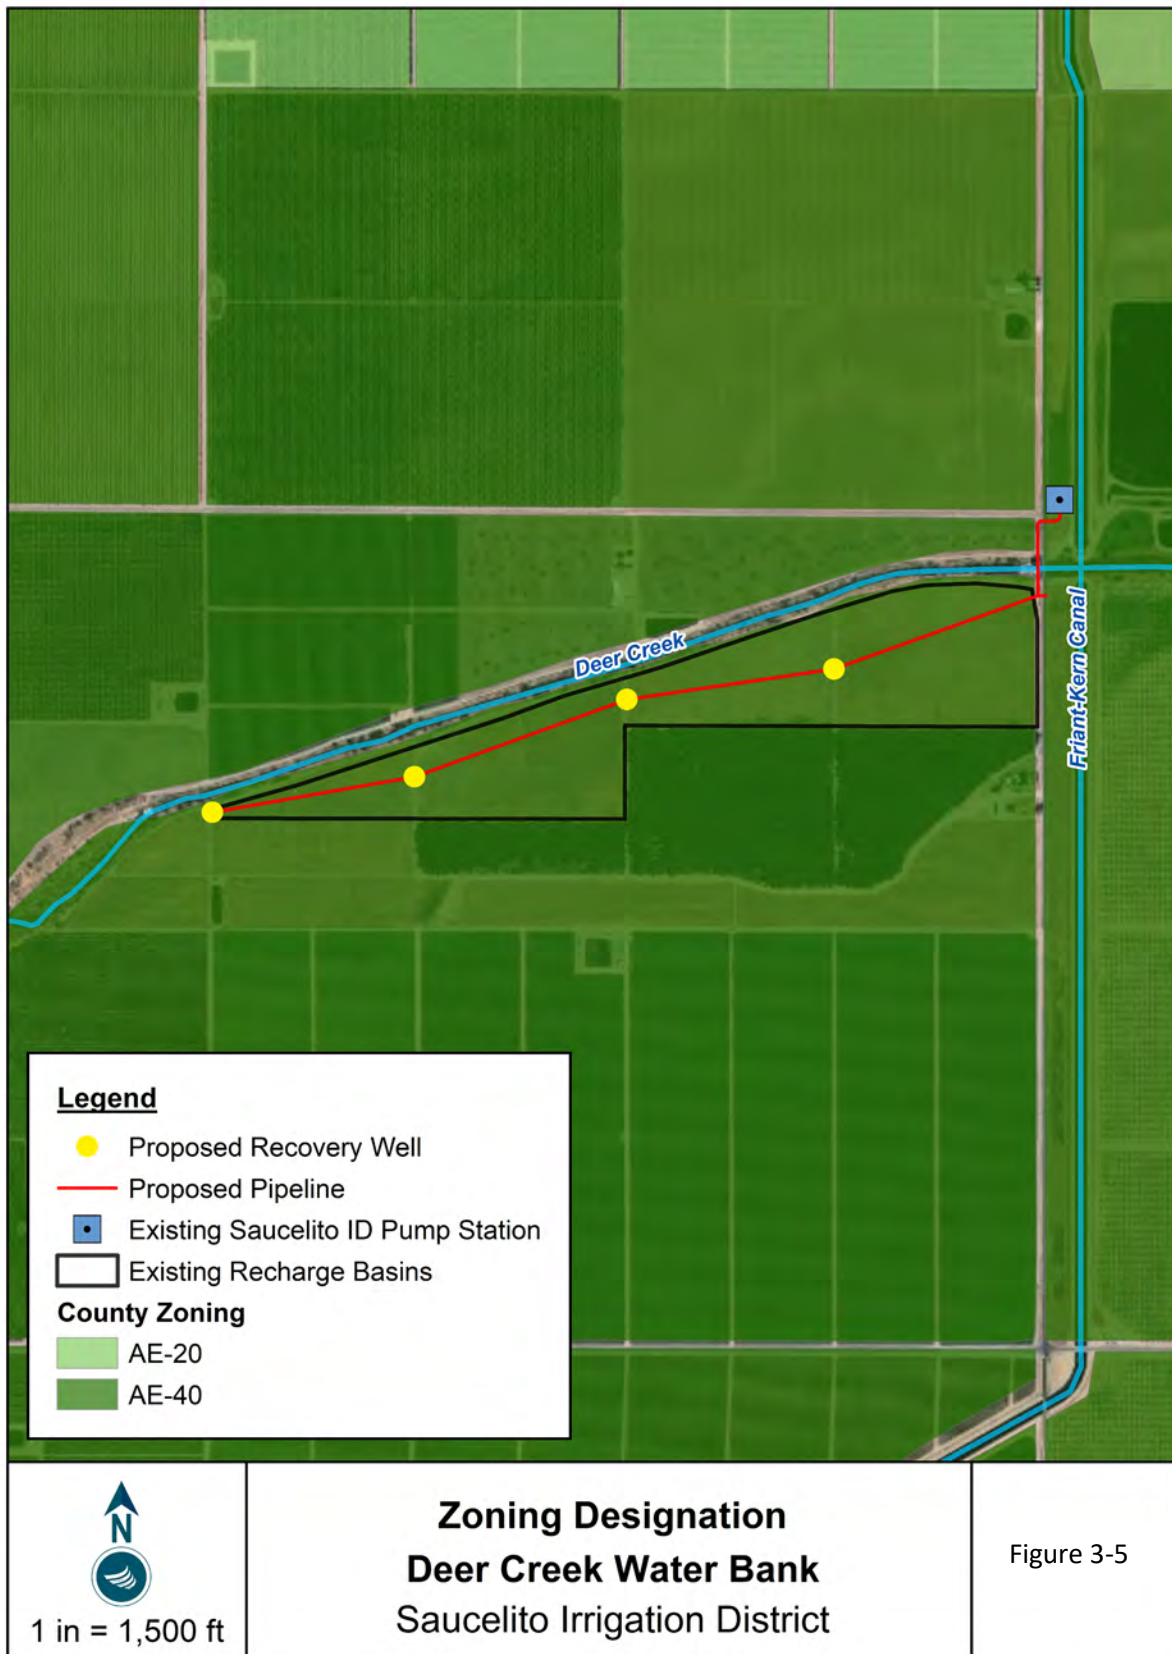 Deer Creek
Friant-Kern Canal
Legend
Proposed Recovery Well
Proposed Pipeline
Existing Saucelito ID Pump Station
Existing Recharge Basins
County Zoning
AE-20
AE-40
N
1 in = 1,500 ft
Zoning Designation
Deer Creek Water Bank
Saucelito Irrigation District
Figure 3-5